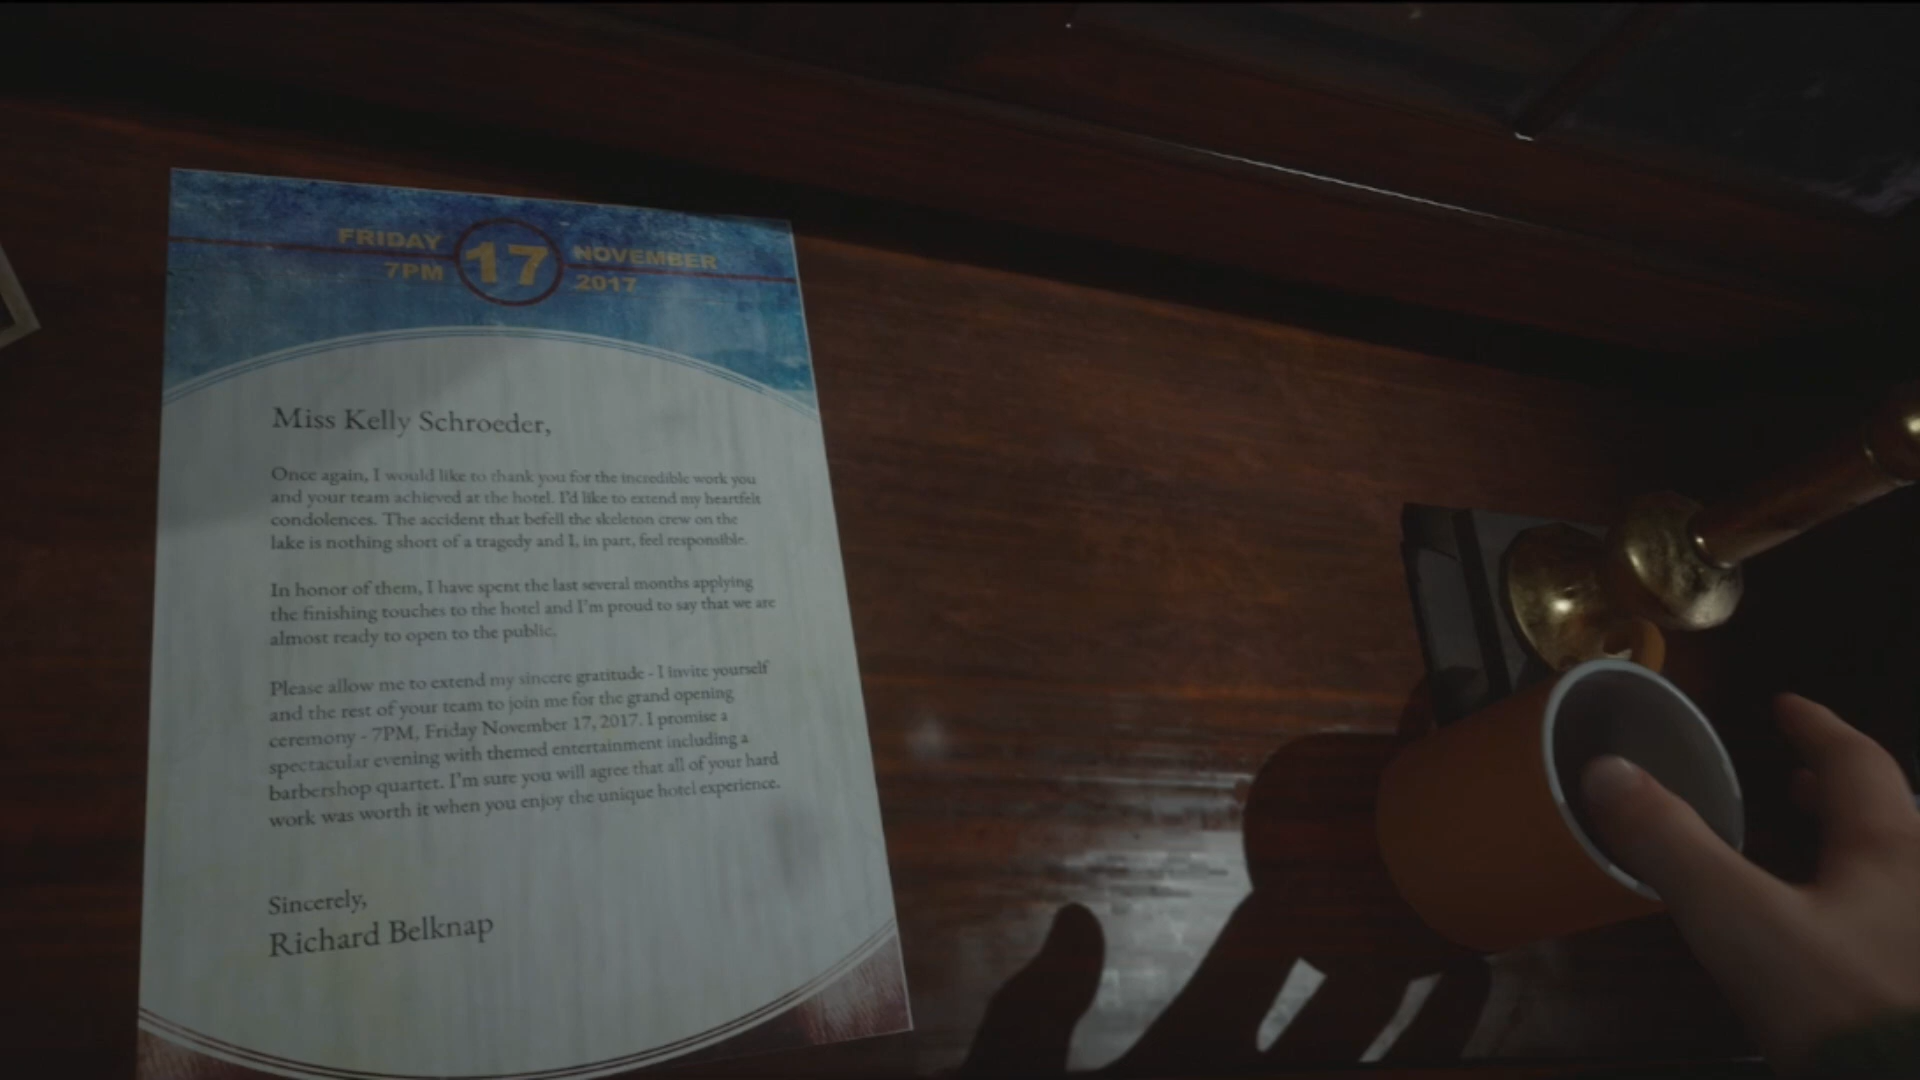 FRIDAY 17 NOVEMBER
7PM 2017
Miss Kelly Schroeder,
Once again, I would like to thank you for the incredible work you
and your team achieved at the hotel. I'd like to extend my heartfelt
condolences. The accident that befell the skeleton crew on the
lake is nothing short of a tragedy and I, in part, feel responsible.
In honor of them, I have spent the last several months applying
the finishing touches to the hotel and I'm proud to say that we are
almost ready to open to the public.
Please allow me to extend my sincere gratitude - I invite yourself
and the rest of your team to join me for the grand opening
ceremony - 7PM, Friday November 17, 2017. I promise a
spectacular evening with themed entertainment including a
barbershop quartet. I'm sure you will agree that all of your hard
work was worth it when you enjoy the unique hotel experience.
Sincerely,
Richard Belknap